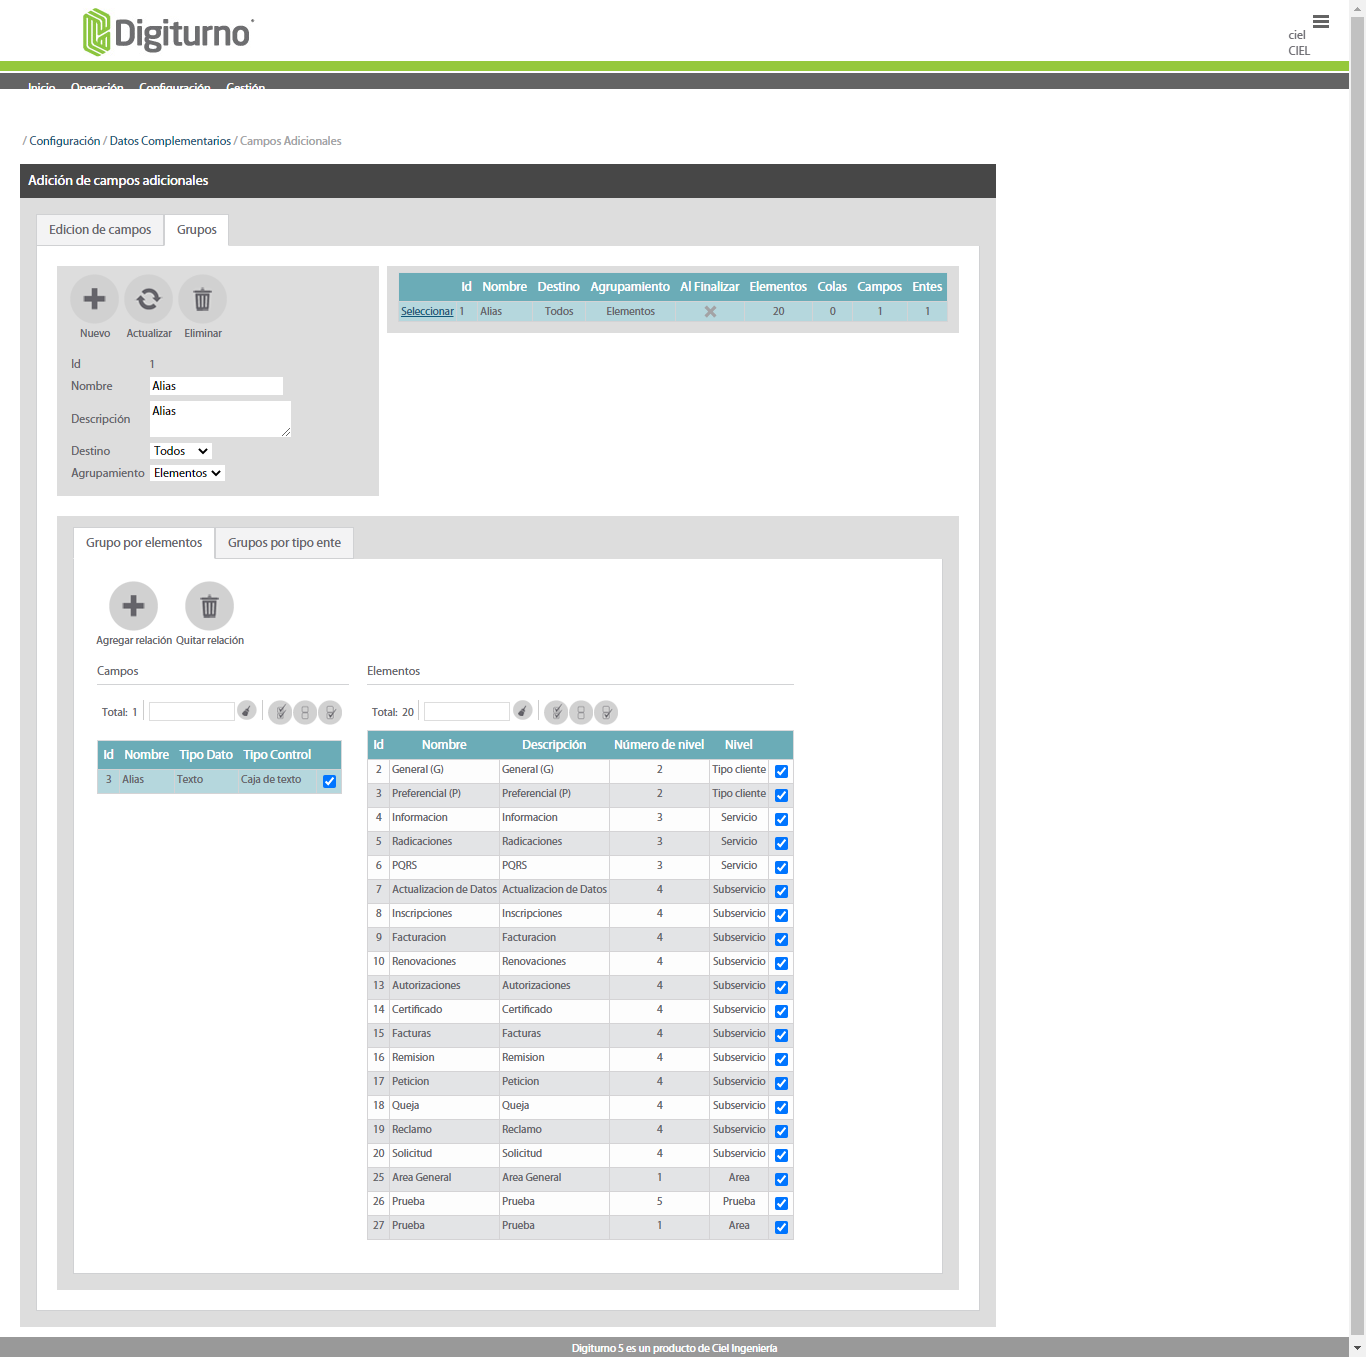 Digiturno
ciel
CIEL
Inicio Operación Configuración Gestión
/ Configuración / Datos Complementarios / Campos Adicionales
Adición de campos adicionales
Edicion de campos Grupos
Nuevo Actualizar Eliminar
Id 1
Nombre Alias
Descripción Alias
Destino Todos
Agrupamiento Elementos
Id Nombre Destino Agrupamiento Al Finalizar Elementos Colas Campos Entes
Seleccionar 1 Alias Todos Elementos 20 0 1 1
Grupo por elementos Grupos por tipo ente
Agregar relación Quitar relación
Campos
Total: 1
Id Nombre Tipo Dato Tipo Control
3 Alias Texto Caja de texto
Elementos
Total: 20
Id Nombre Descripción Número de nivel Nivel
2 General (G) General (G) 2 Tipo cliente
3 Preferencial (P) Preferencial (P) 2 Tipo cliente
4 Informacion Informacion 3 Servicio
5 Radicaciones Radicaciones 3 Servicio
6 PQRS PQRS 3 Servicio
7 Actualizacion de Datos Actualizacion de Datos 4 Subservicio
8 Inscripciones Inscripciones 4 Subservicio
9 Facturacion Facturacion 4 Subservicio
10 Renovaciones Renovaciones 4 Subservicio
13 Autorizaciones Autorizaciones 4 Subservicio
14 Certificado Certificado 4 Subservicio
15 Facturas Facturas 4 Subservicio
16 Remision Remision 4 Subservicio
17 Peticion Peticion 4 Subservicio
18 Queja Queja 4 Subservicio
19 Reclamo Reclamo 4 Subservicio
20 Solicitud Solicitud 4 Subservicio
25 Area General Area General 1 Area
26 Prueba Prueba 5 Prueba
27 Prueba Prueba 1 Area
Digiturno 5 es un producto de Ciel Ingeniería